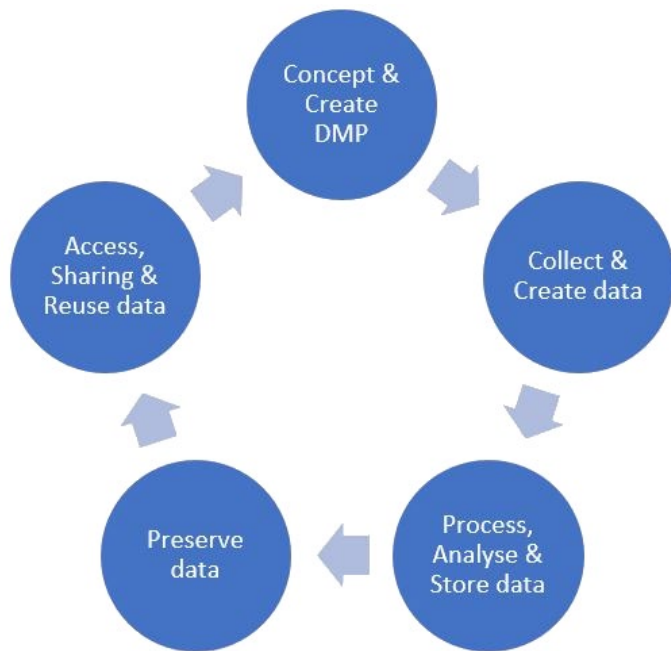 Concept &
Create
DMP
Collect &
Create data
Process,
Analyse &
Store data
Preserve
data
Access,
Sharing &
Reuse data